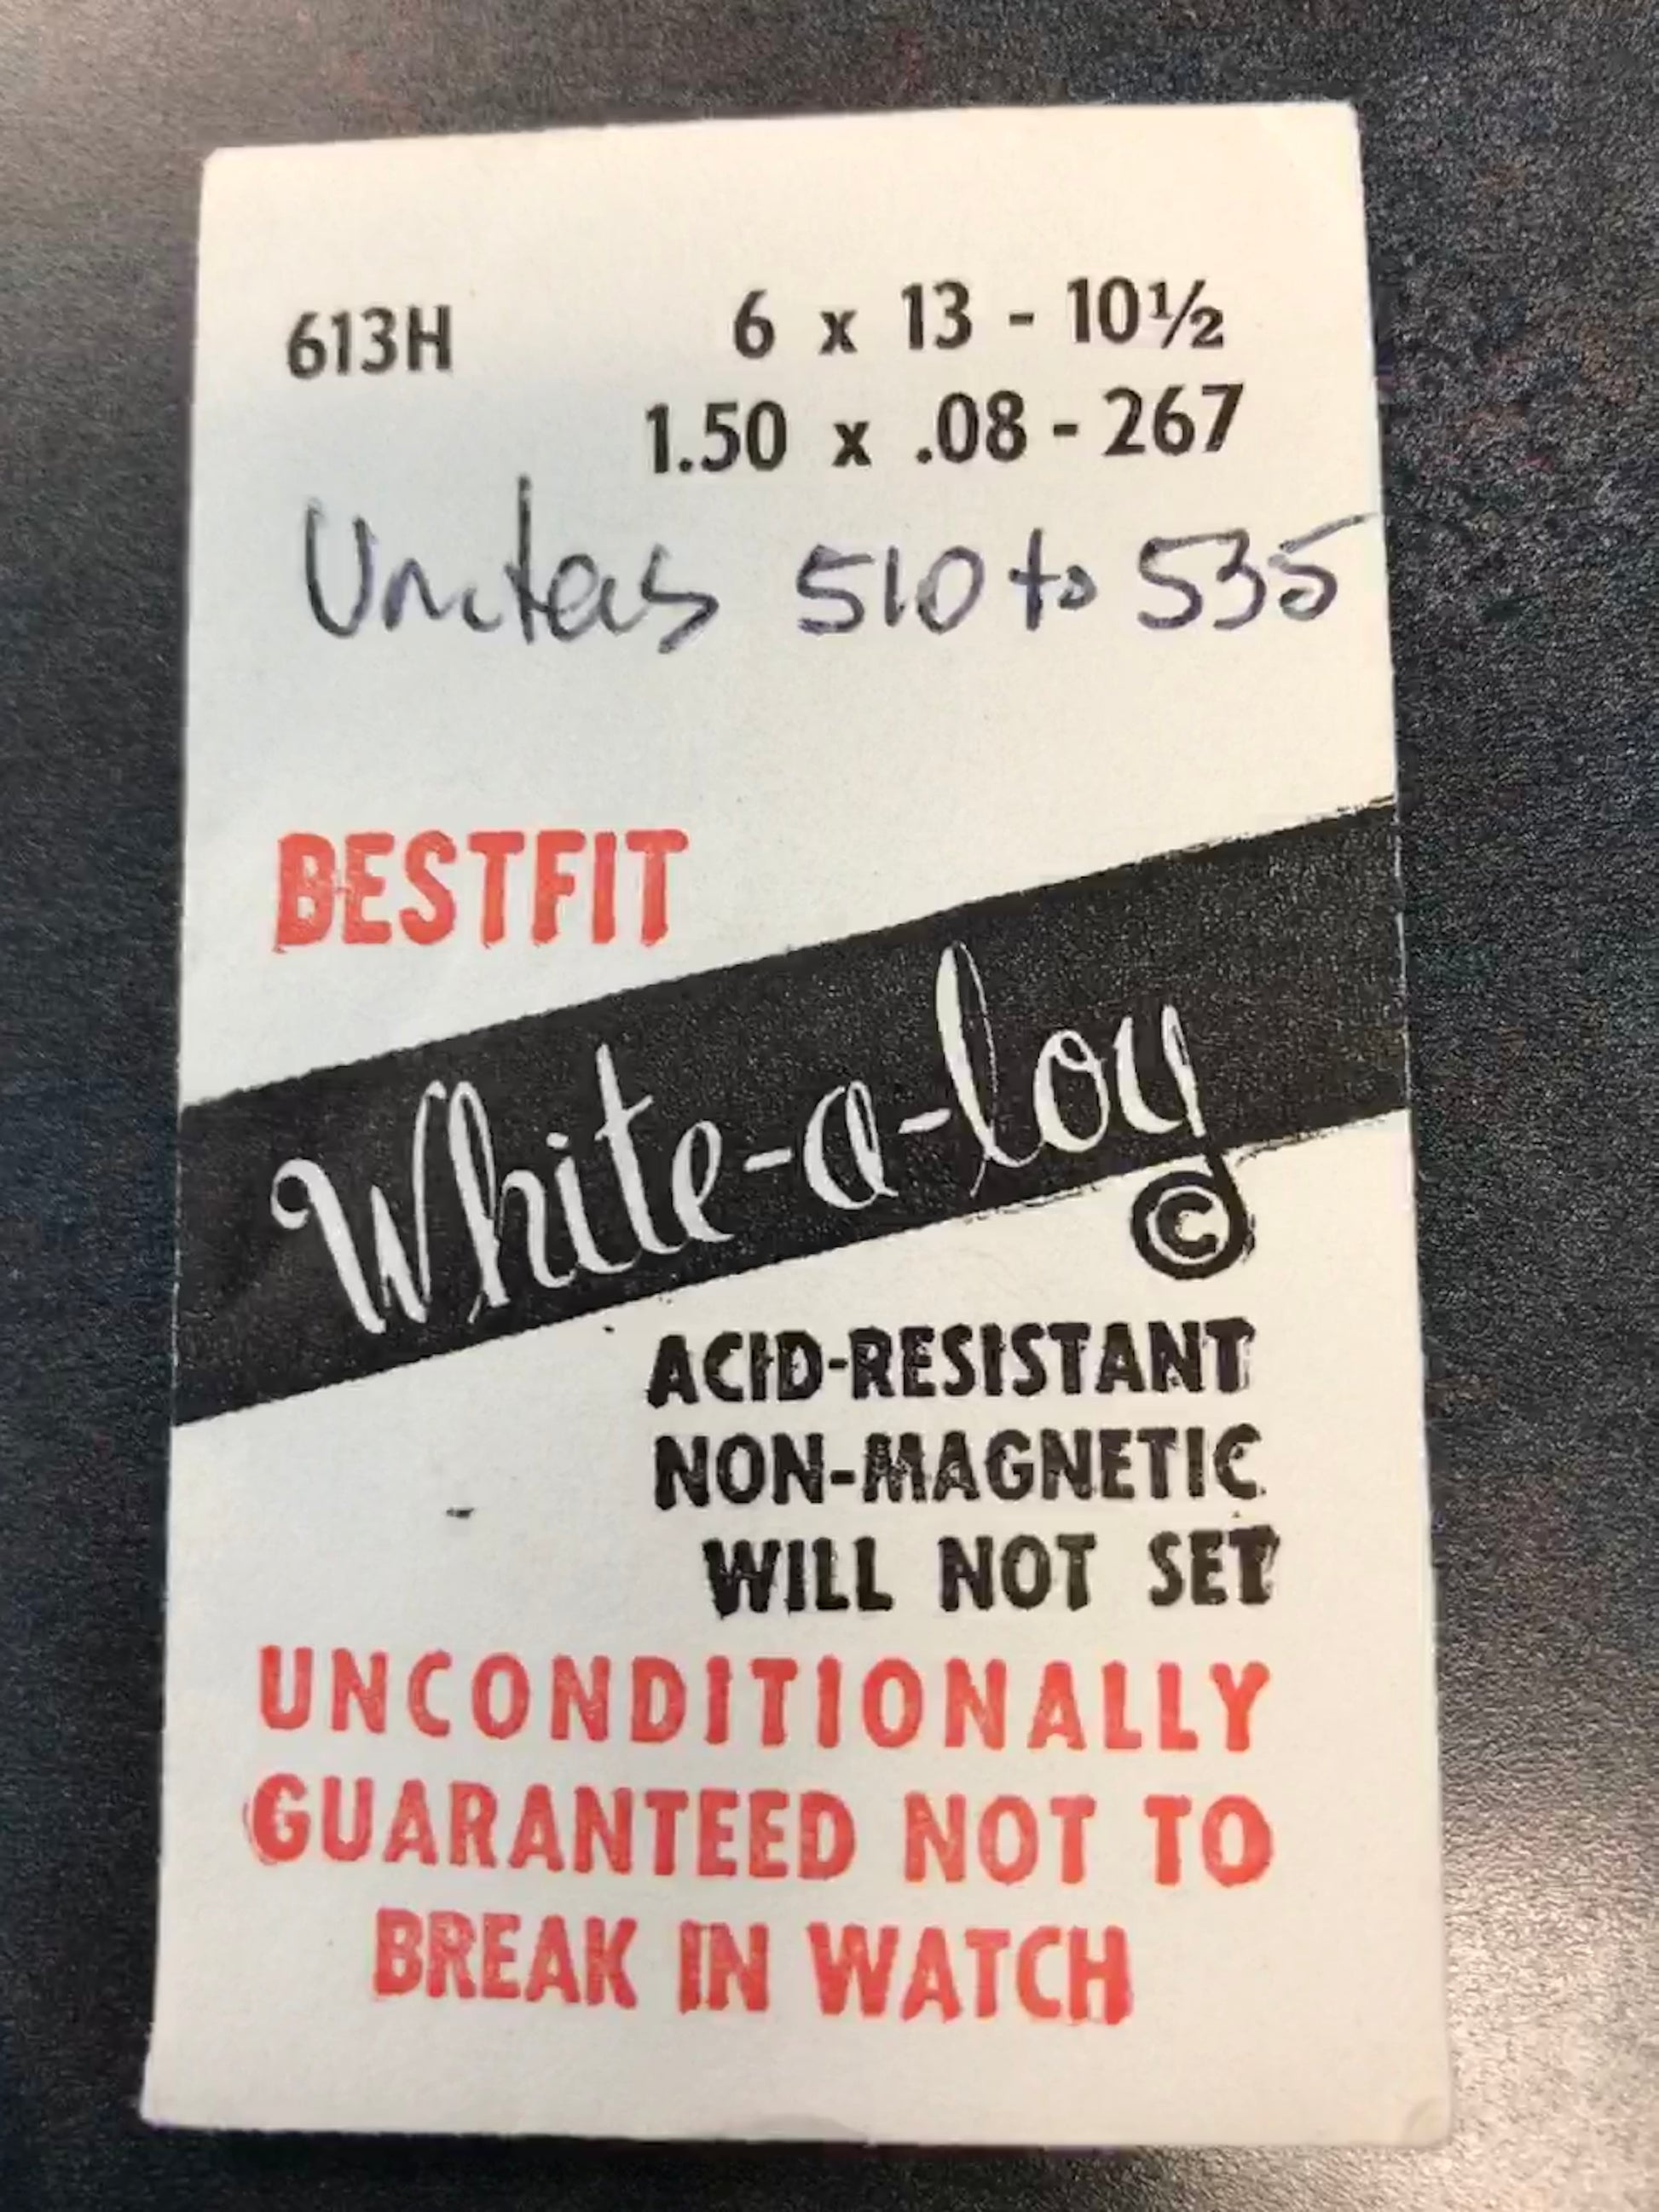 613H 6 x 13 - 10½
1.50 x .08 - 267
Unitas 510 to 535
BESTFIT
White-a-loy
©
ACID-RESISTANT
NON-MAGNETIC
WILL NOT SET
UNCONDITIONALLY
GUARANTEED NOT TO
BREAK IN WATCH